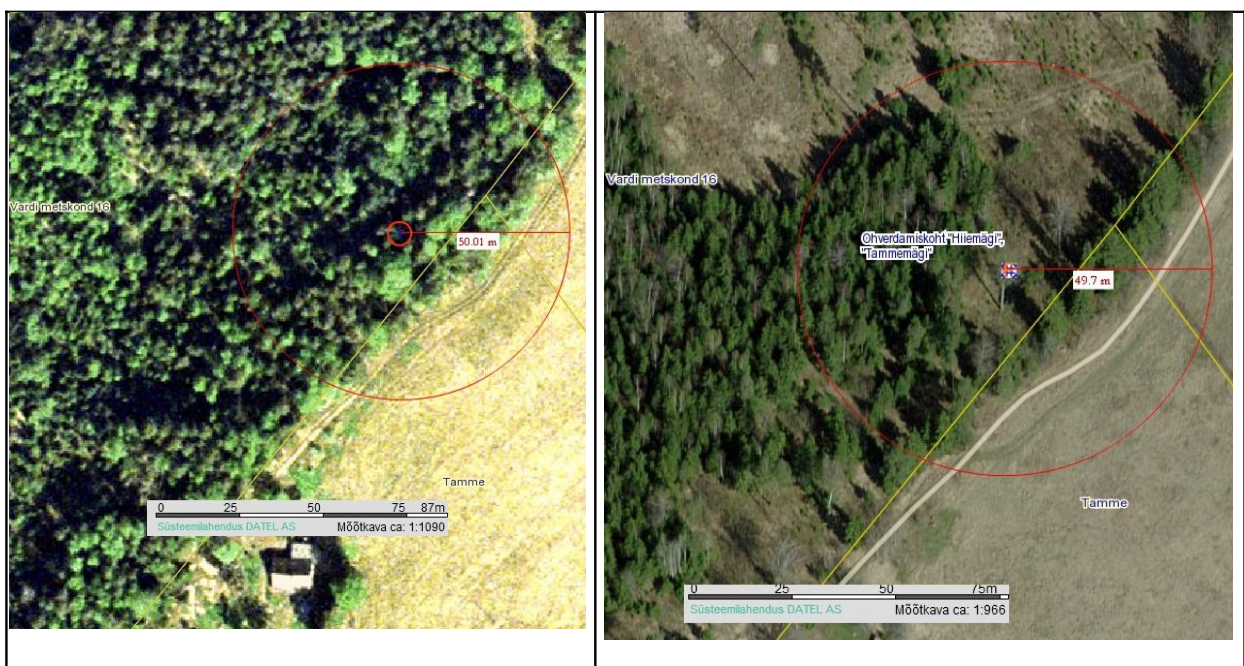 Vardi metskond 16
50.01 m
Tamme
0 25 50 75 87m
Süsteemilahendus DATEL AS Mõõtkava ca: 1:1090
Vardi metskond 16
Ohverdamiskoht "Hiiemägi",
"Tammemägi"
49.7 m
Tamme
0 25 50 75m
Süsteemilahendus DATEL AS Mõõtkava ca: 1:966